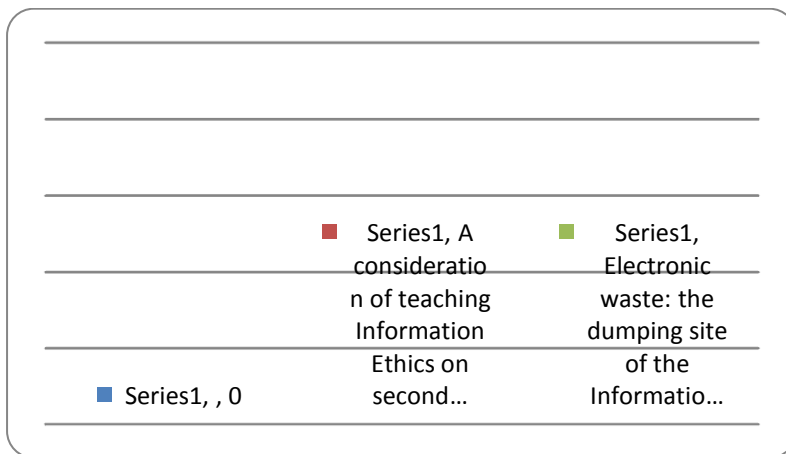 Series1, , 0
Series1, A
consideratio
n of teaching
Information
Ethics on
second…
Series1,
Electronic
waste: the
dumping site
of the
Informatio…